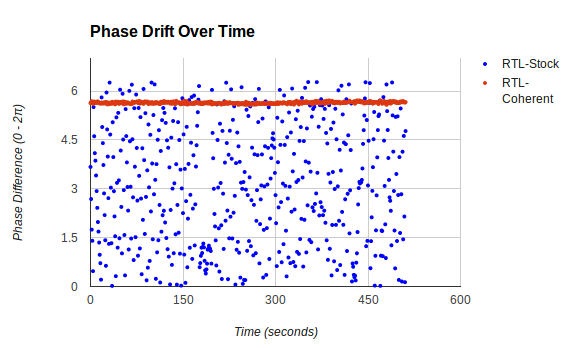 Phase Drift Over Time
RTL-Stock
RTL-
Coherent
Phase Difference (0 - 2π)
6
4.5
3
1.5
0
0 150 300 450 600
Time (seconds)